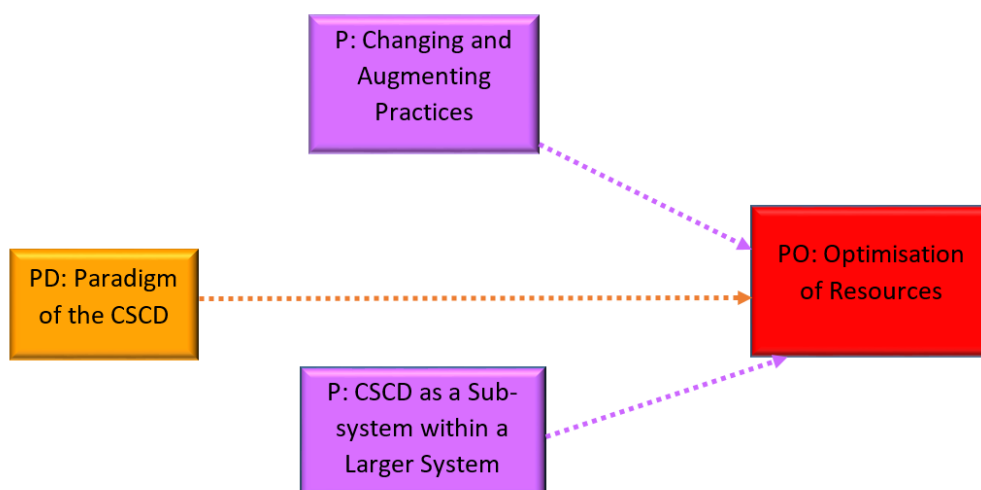 P: Changing and
Augmenting
Practices
PD: Paradigm
of the CSCD
PO: Optimisation
of Resources
P: CSCD as a Sub-
system within a
Larger System